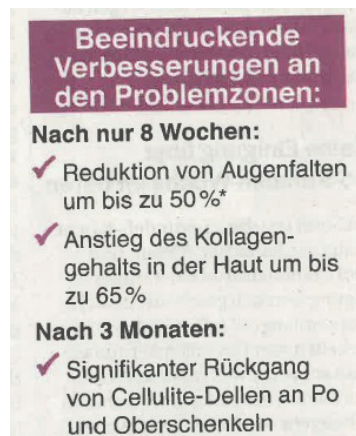 Beeindruckende
Verbesserungen an
den Problemzonen:
Nach nur 8 Wochen:
✓ Reduktion von Augenfalten
um bis zu 50%*
✓ Anstieg des Kollagen-
gehalts in der Haut um bis
zu 65%
Nach 3 Monaten:
✓ Signifikanter Rückgang
von Cellulite-Dellen an Po
und Oberschenkeln